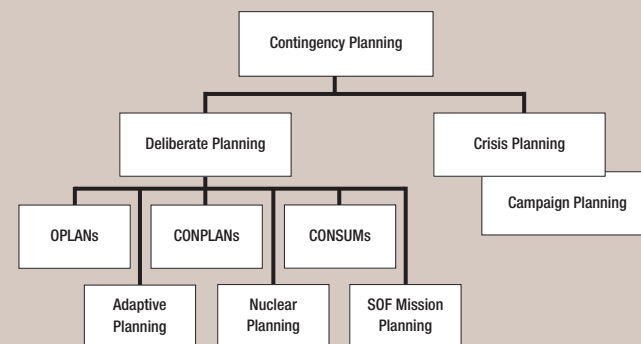 Contingency Planning
Deliberate Planning
Crisis Planning
Campaign Planning
OPLANs
CONPLANs
CONSUMs
Adaptive
Planning
Nuclear
Planning
SOF Mission
Planning